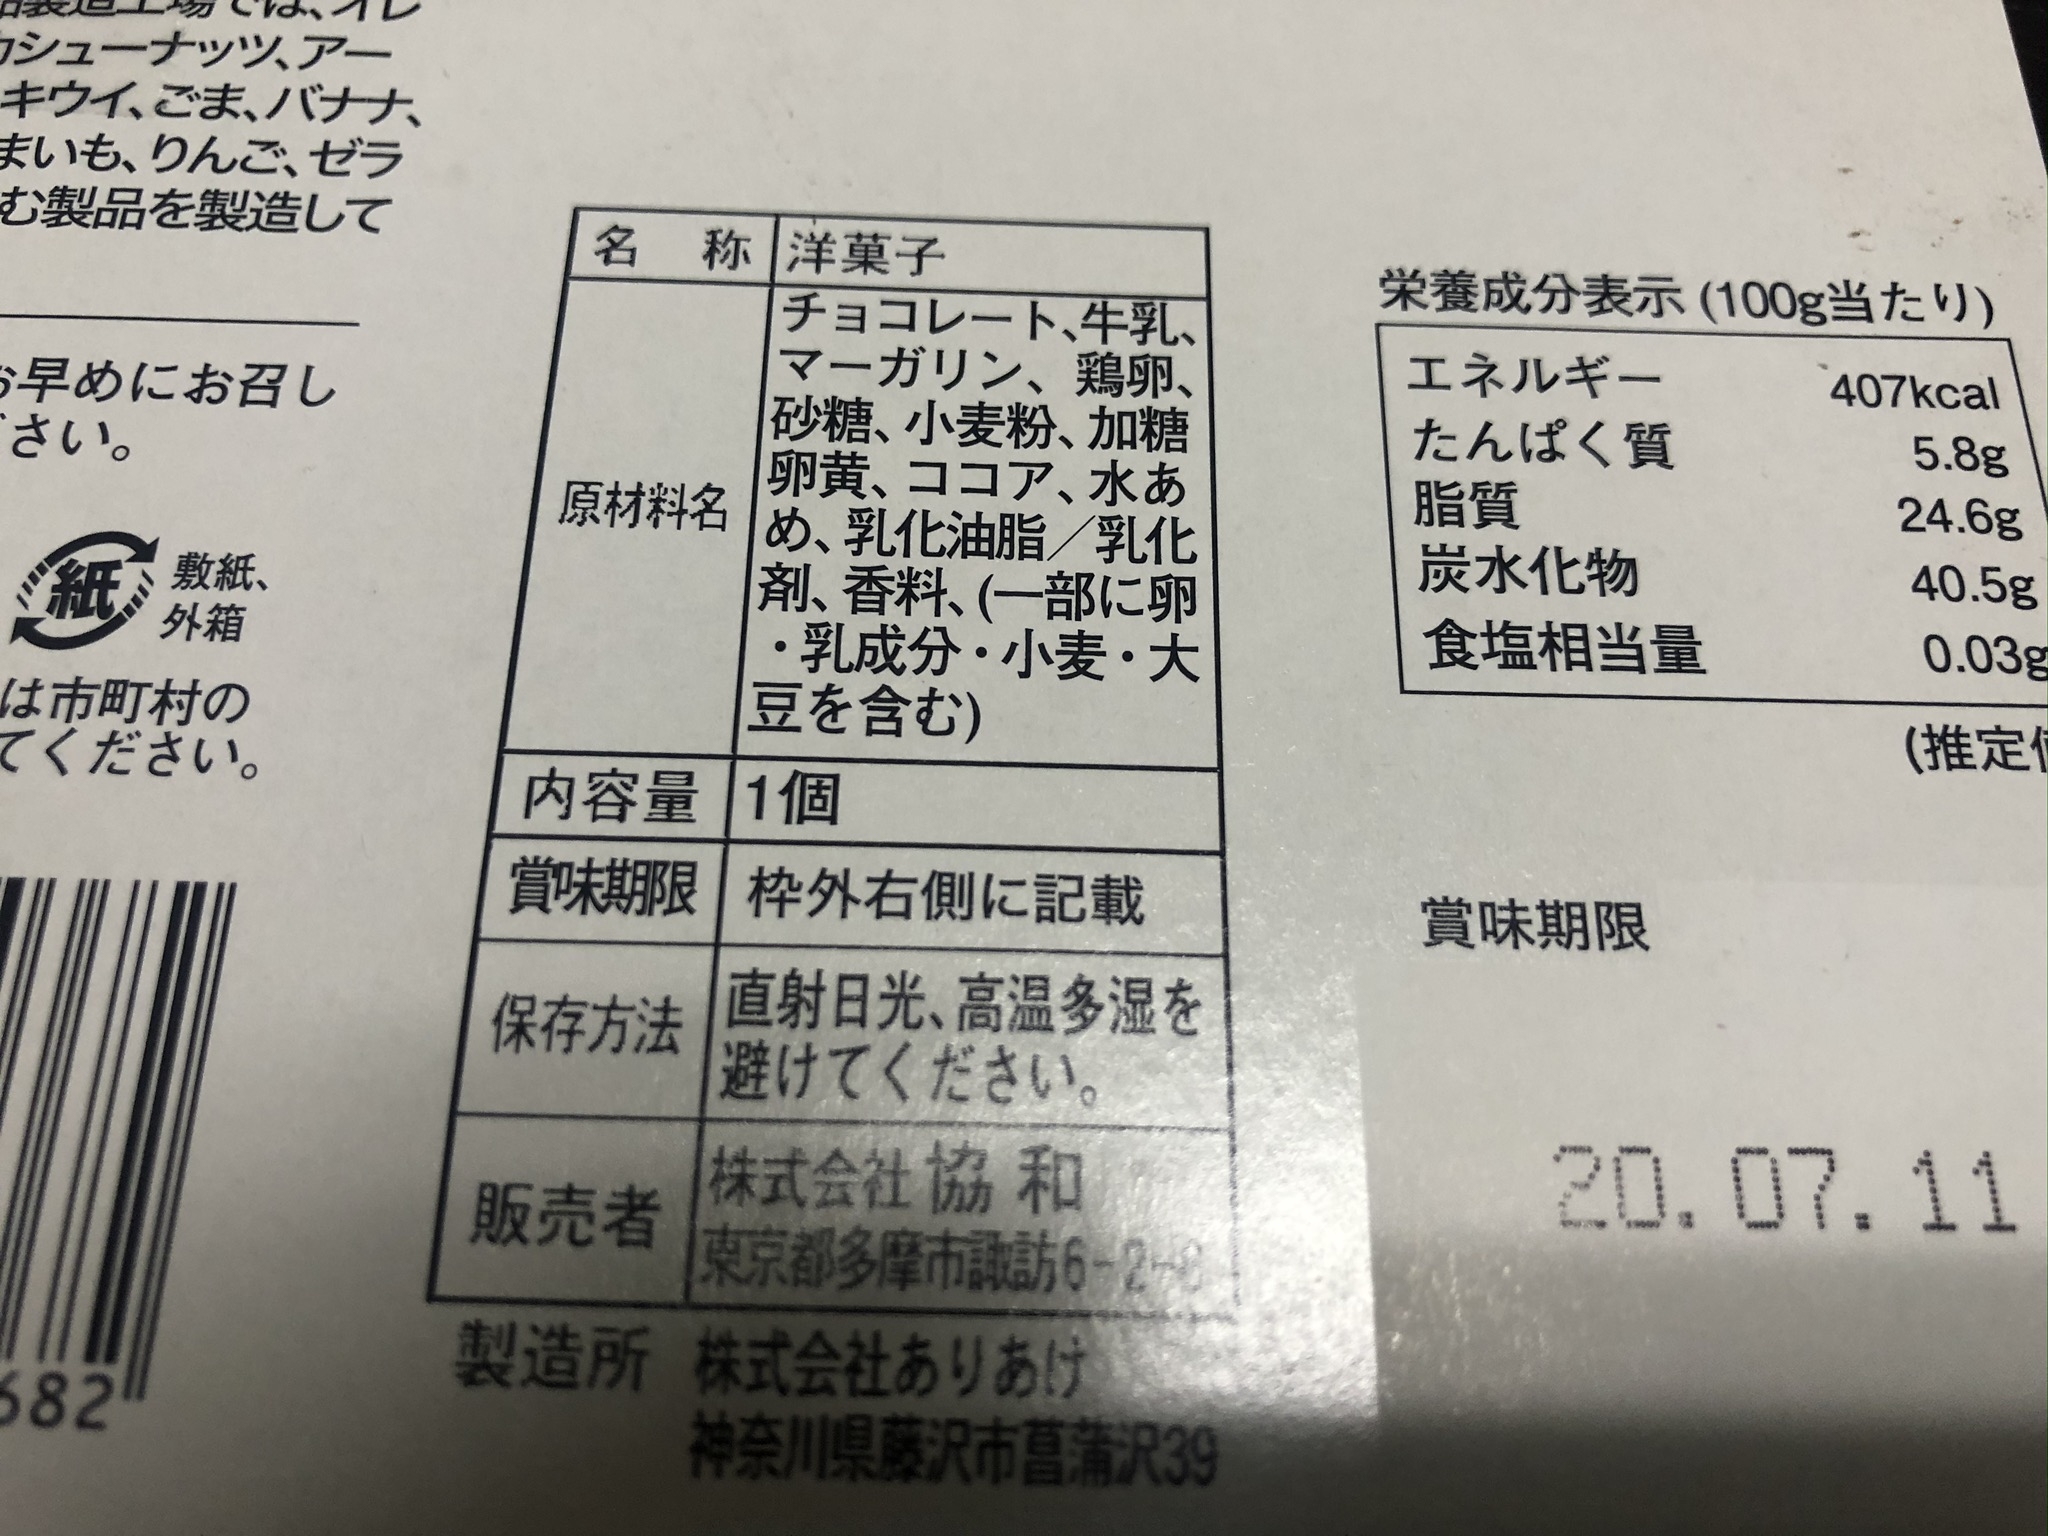 では、オレ
カシューナッツ、アー
キウイ、ごま、バナナ、
まいも、りんご、ゼラ
む製品を製造して
お早めにお召し
ださい。
紙
敷紙、
外箱
は市町村の
てください。
682
名 称 洋菓子
原材料名
チョコレート、牛乳、
マーガリン、鶏卵、
砂糖、小麦粉、加糖
卵黄、ココア、水あ
め、乳化油脂／乳化
剤、香料、(一部に卵
・乳成分・小麦・大
豆を含む)
内容量 1個
賞味期限 枠外右側に記載
保存方法
直射日光、高温多湿を
避けてください。
販売者
株式会社 協和
東京都多摩市諏訪6-2-8
製造所 株式会社ありあけ
神奈川県藤沢市菖蒲沢39
栄養成分表示 (100g当たり)
エネルギー 407kcal
たんぱく質 5.8g
脂質 24.6g
炭水化物 40.5g
食塩相当量 0.03g
(推定
賞味期限
20.07.11